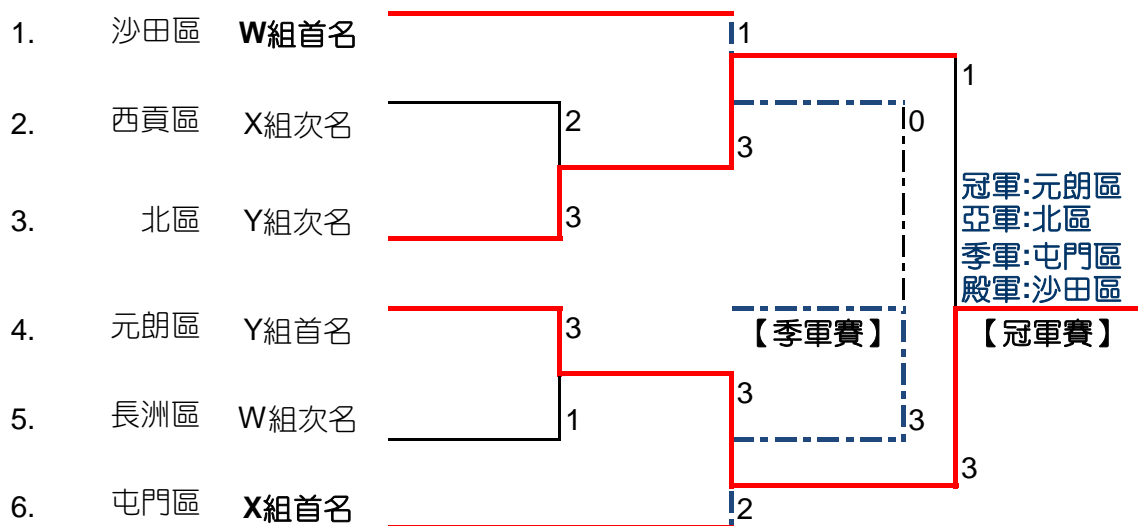 1. 沙田區 W組首名
1
1
2. 西貢區 X組次名
2
0
3
3. 北區 Y組次名
3
冠軍:元朗區
亞軍:北區
季軍:屯門區
殿軍:沙田區
4. 元朗區 Y組首名
3
【季軍賽】
【冠軍賽】
3
5. 長洲區 W組次名
1
3
3
6. 屯門區 X組首名
2